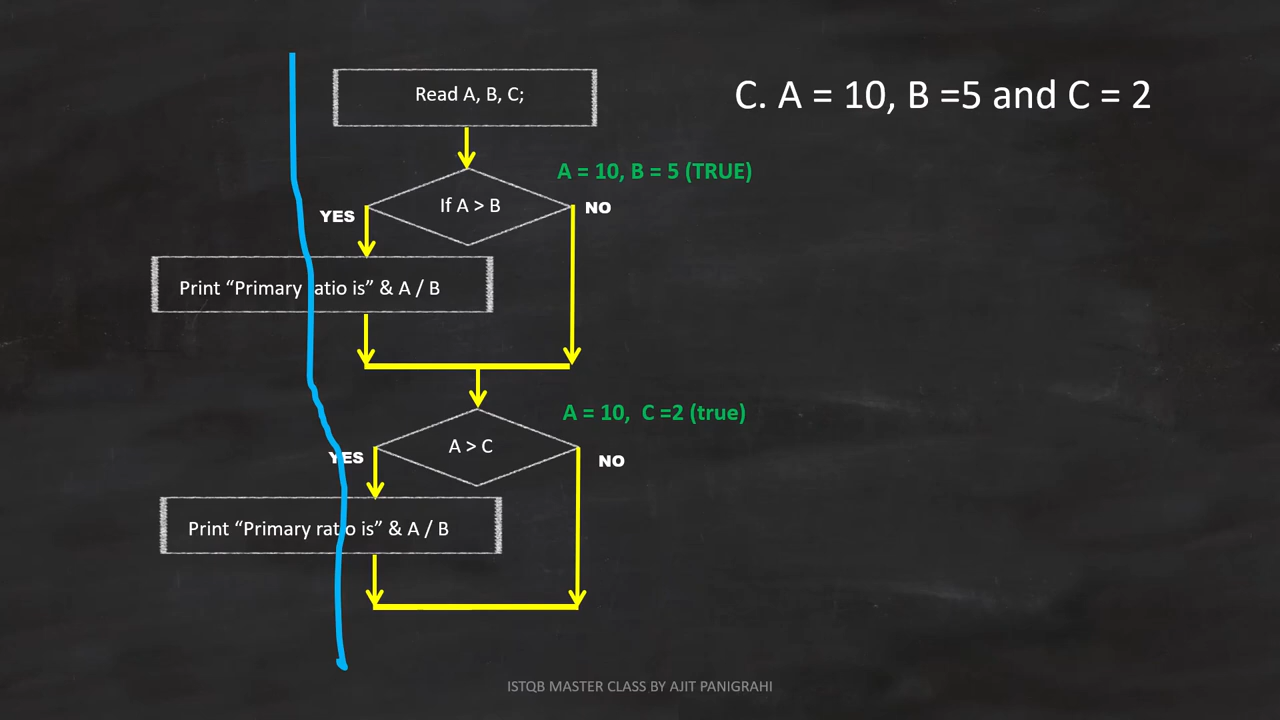 C. A = 10, B =5 and C = 2
Read A, B, C;
A = 10, B = 5 (TRUE)
If A > B
YES
NO
Print “Primary ratio is” & A / B
A = 10, C =2 (true)
A > C
YES
NO
Print “Primary ratio is” & A / B
ISTQB MASTER CLASS BY AJIT PANIGRAHI